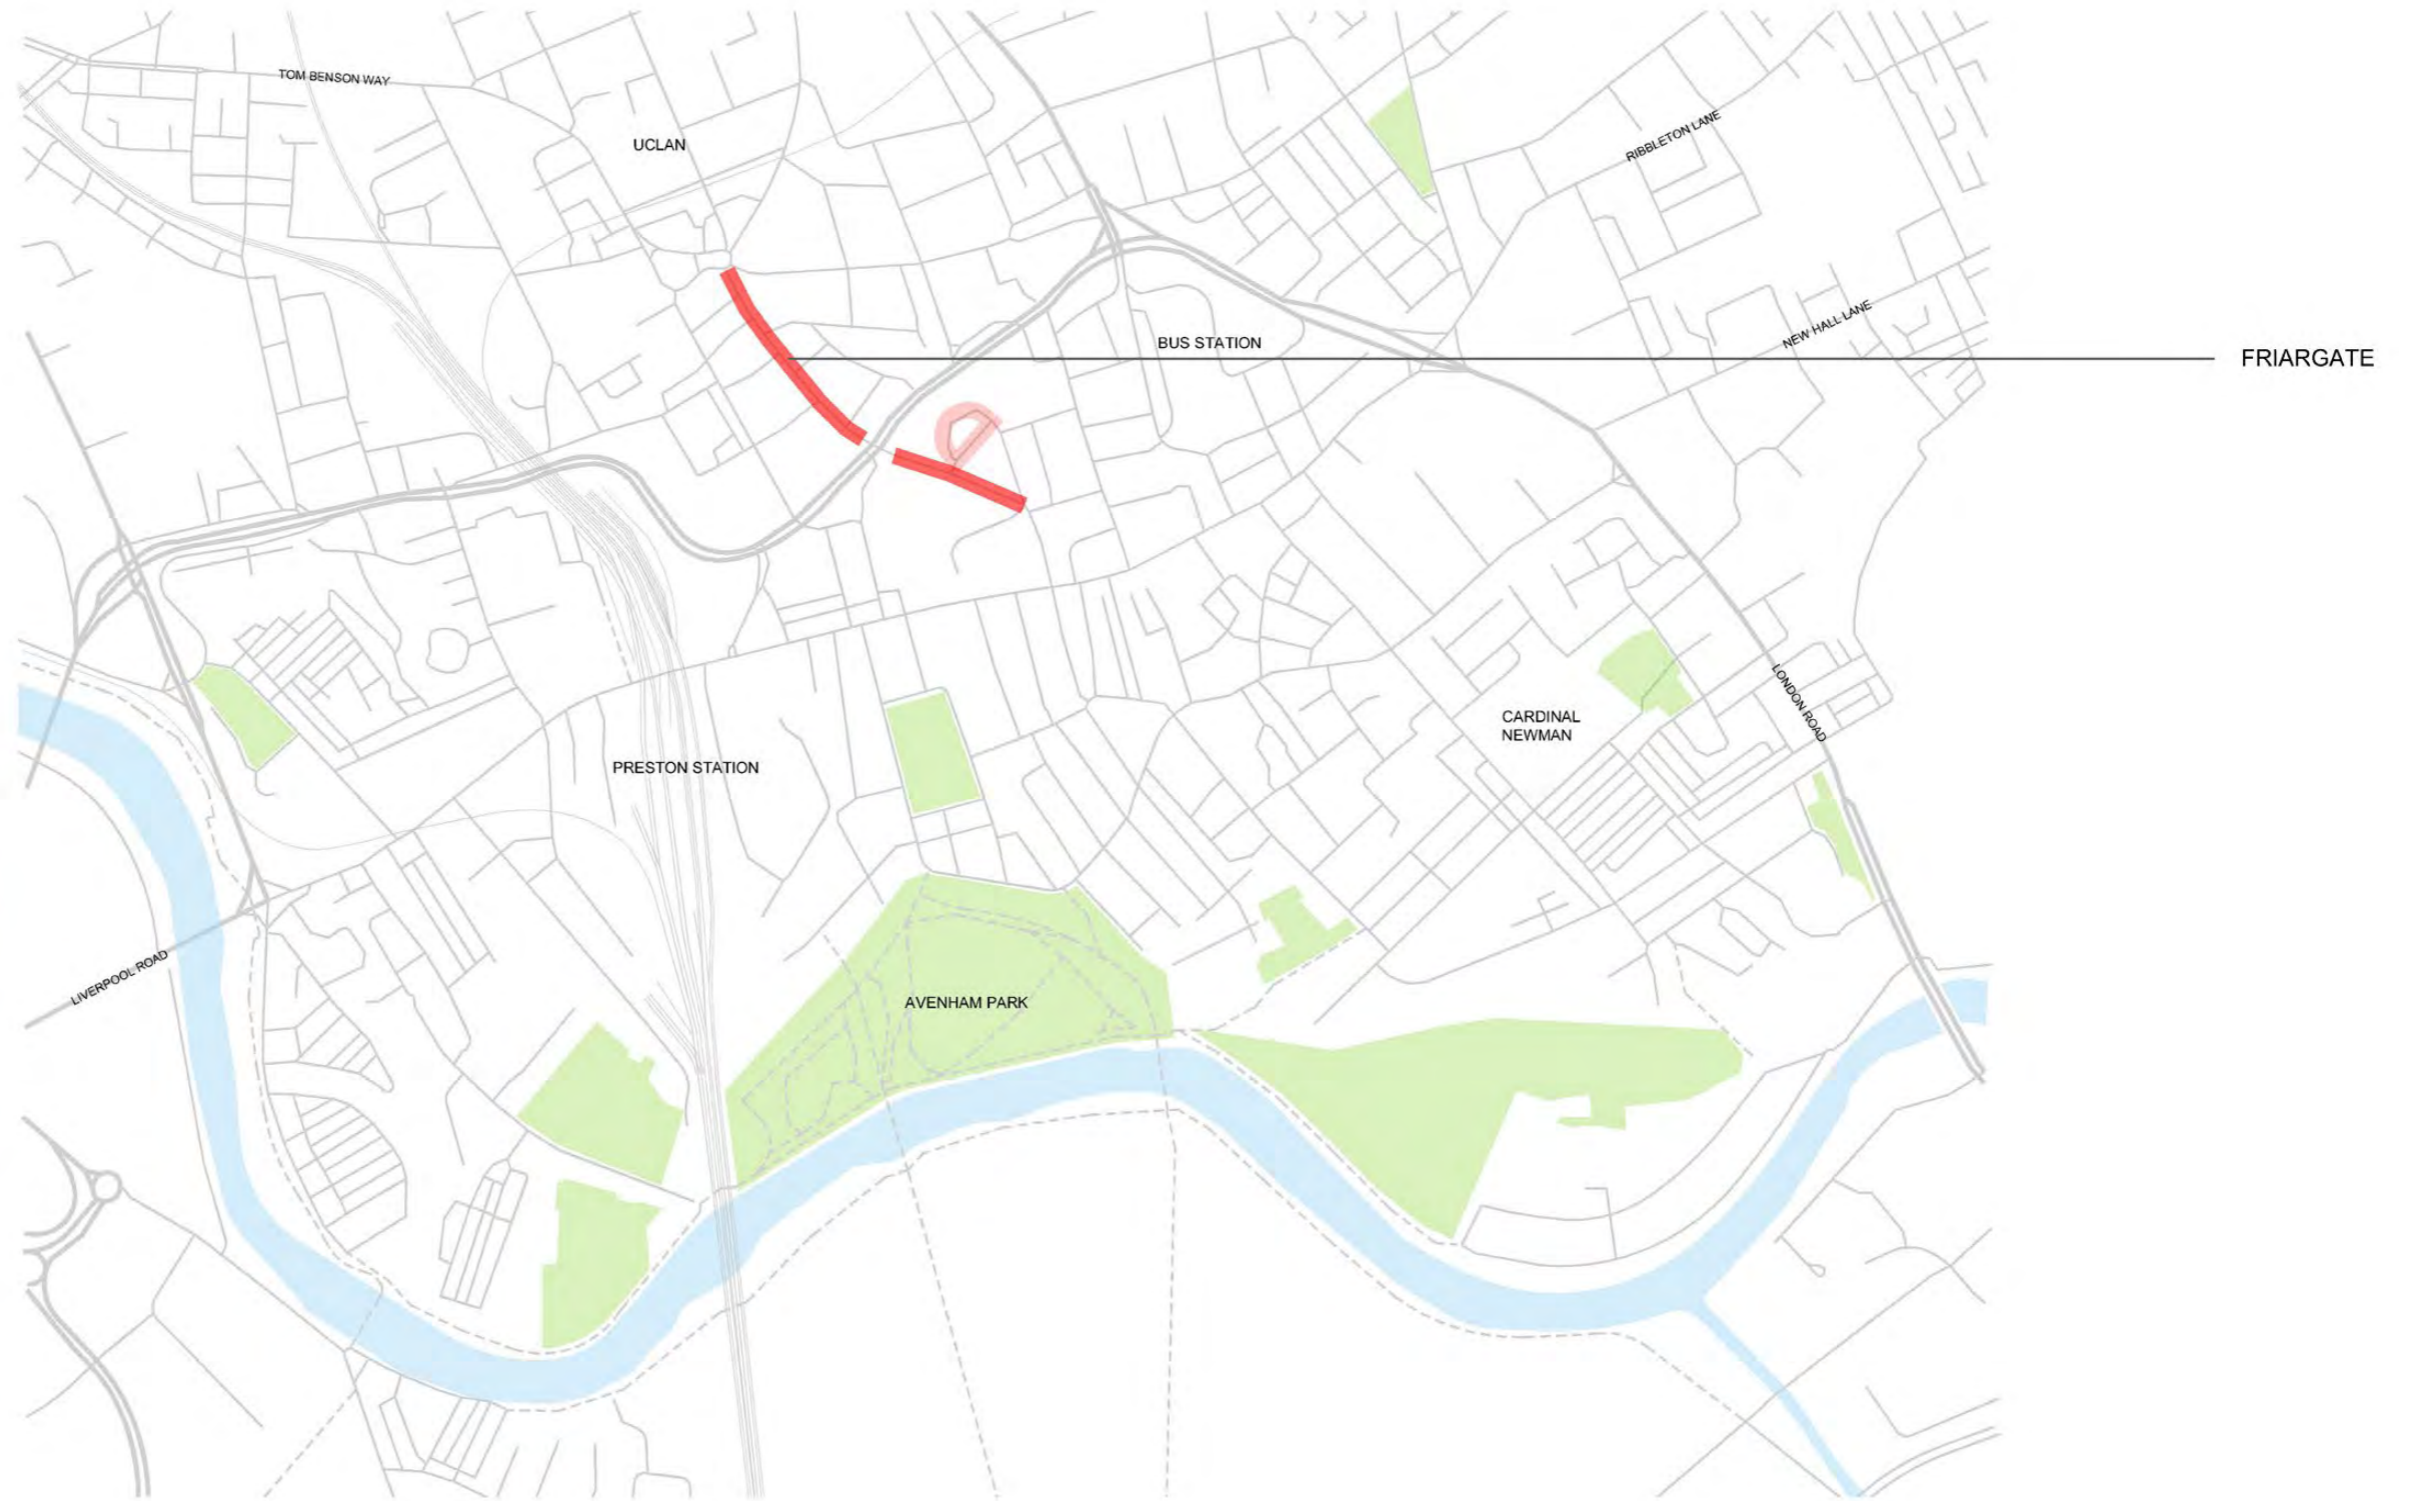 TOM BENSON WAY
UCLAN
RIBBLETON LANE
NEW HALL LANE
BUS STATION
FRIARGATE
LONDON ROAD
CARDINAL
NEWMAN
PRESTON STATION
LIVERPOOL ROAD
AVENHAM PARK